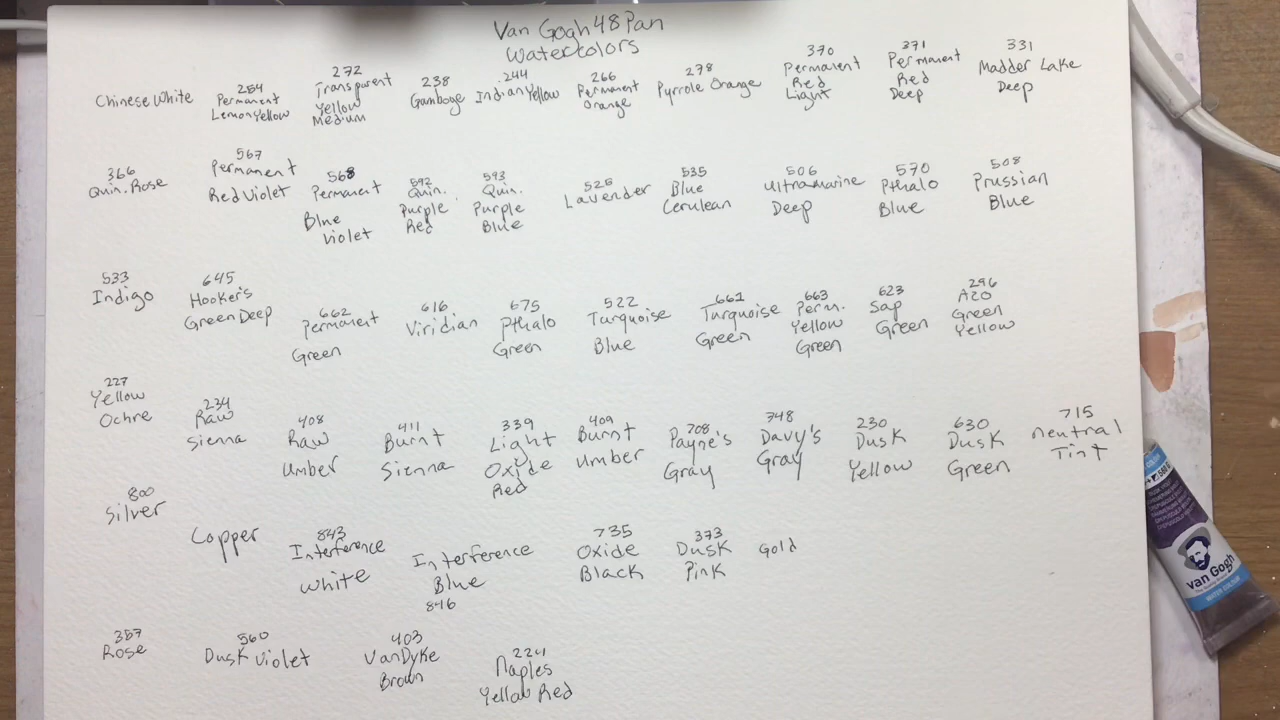 Van Gogh 48 Pan
Watercolors
Chinese White
254
Permanent
Lemon Yellow
272
Transparent
Yellow
Medium
238
Gamboge
244
Indian Yellow
266
Permanent
Orange
278
Pyrrole Orange
370
Permanent
Red
Light
371
Permanent
Red
Deep
331
Madder Lake
Deep
366
Quin. Rose
567
Permanent
Red Violet
568
Permanent
Blue
Violet
592
Quin.
Purple
Red
593
Quin.
Purple
Blue
526
Lavender
535
Blue
Cerulean
506
Ultramarine
Deep
570
Pthalo
Blue
508
Prussian
Blue
533
Indigo
645
Hooker's
Green Deep
662
Permanent
Green
616
Viridian
675
Pthalo
Green
522
Turquoise
Blue
661
Turquoise
Green
663
Perm.
Yellow
Green
623
Sap
Green
296
Azo
Green
Yellow
227
Yellow
Ochre
234
Raw
Sienna
408
Raw
Umber
411
Burnt
Sienna
339
Light
Oxide
Red
409
Burnt
Umber
708
Payne's
Gray
748
Davy's
Gray
230
Dusk
Yellow
630
Dusk
Green
715
neutral
Tint
800
Silver
Copper
843
Interference
White
Interference
Blue
846
735
Oxide
Black
373
Dusk
Pink
Gold
357
Rose
560
Dusk Violet
403
VanDyke
Brown
224
Naples
Yellow Red
Van Gogh
WATER COLOUR